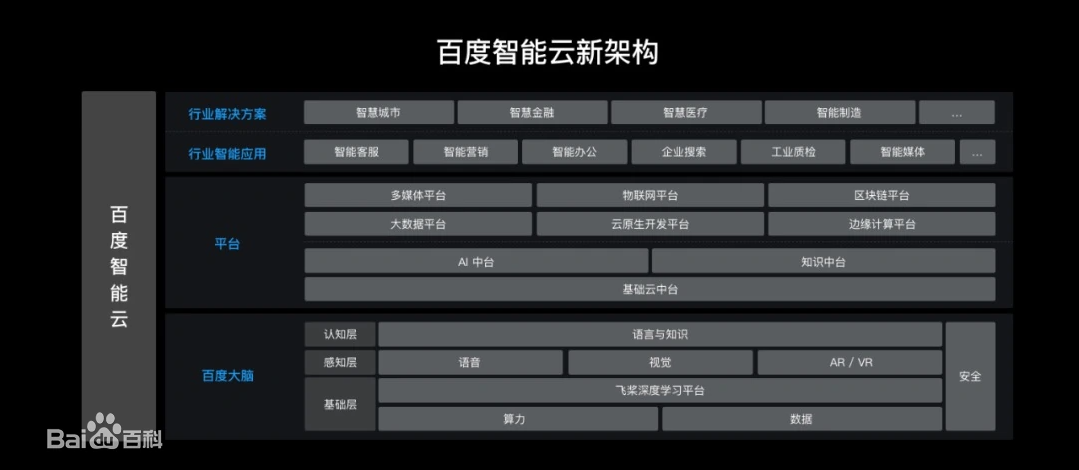 百度智能云新架构
百度智能云
行业解决方案 智慧城市 智慧金融 智慧医疗 智能制造 ...
行业智能应用 智能客服 智能营销 智能办公 企业搜索 工业质检 智能媒体 ...
平台
多媒体平台 物联网平台 区块链平台
大数据平台 云原生开发平台 边缘计算平台
AI 中台 知识中台
基础云中台
百度大脑
认知层 语言与知识
感知层 语音 视觉 AR / VR
基础层 飞桨深度学习平台
算力 数据
安全
Bai du 百科